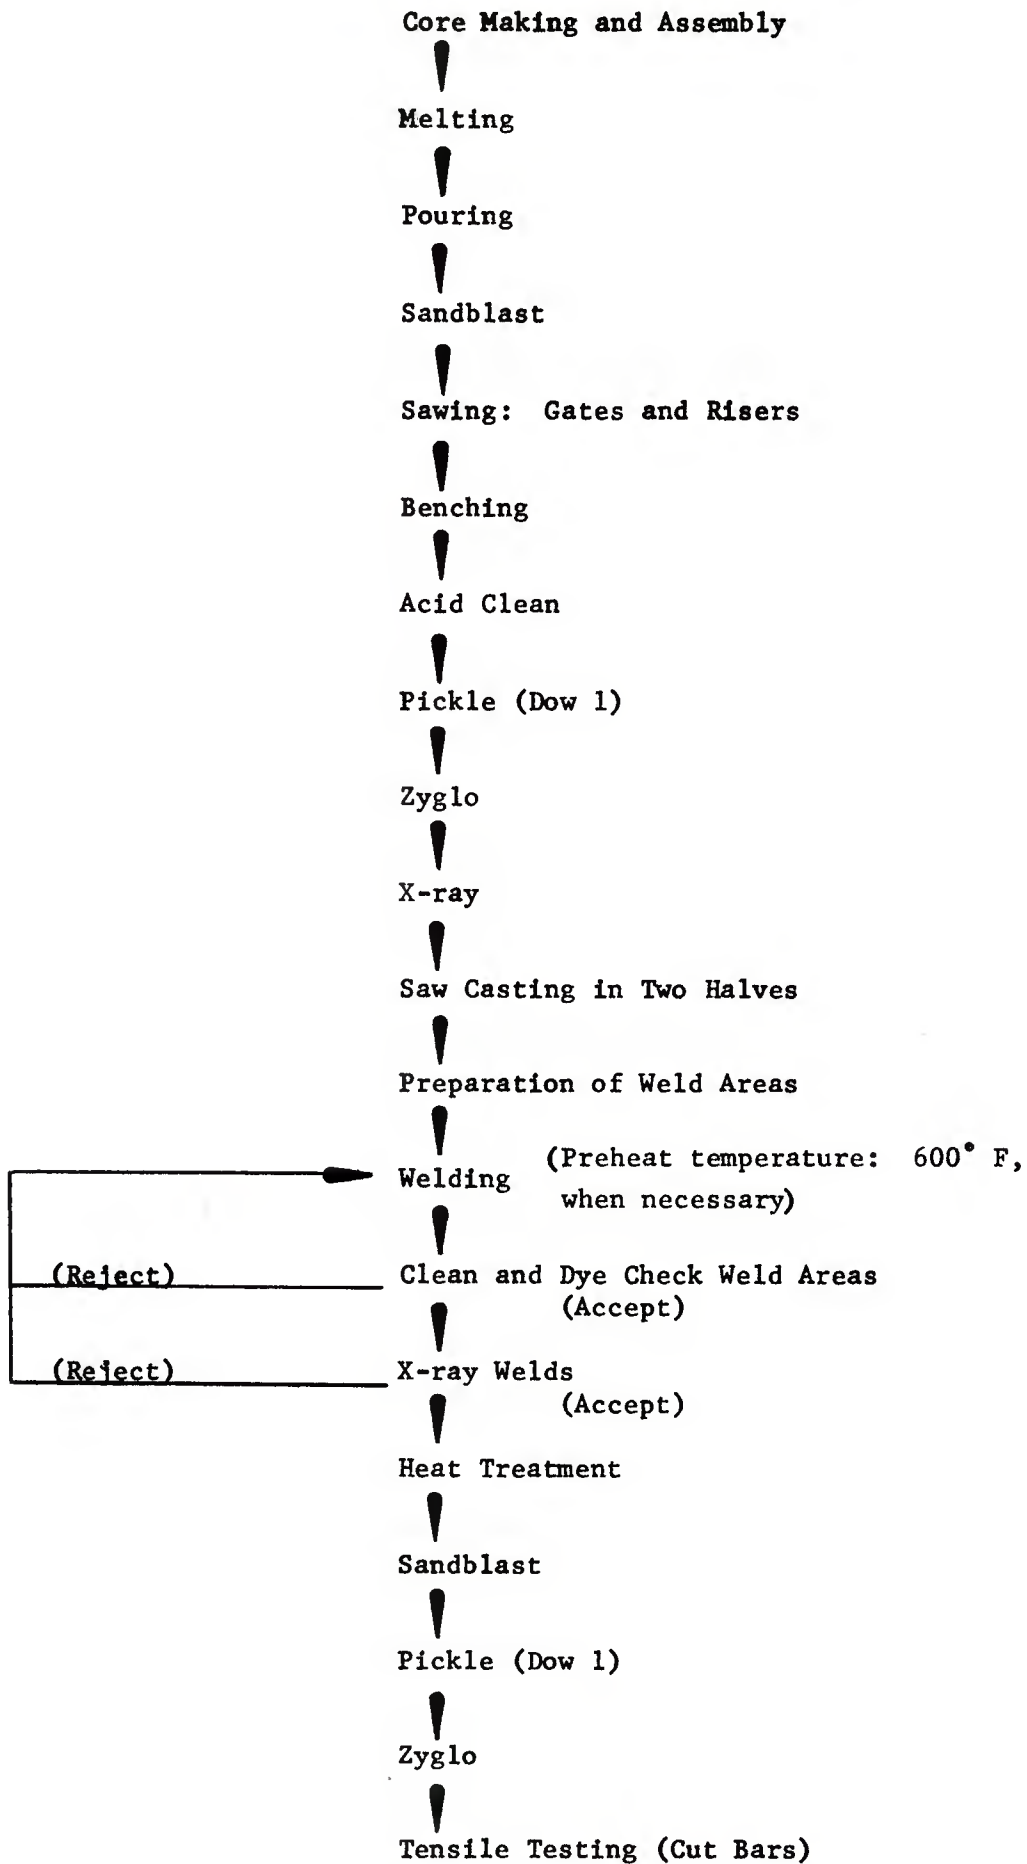 Core Making and Assembly
Melting
Pouring
Sandblast
Sawing: Gates and Risers
Benching
Acid Clean
Pickle (Dow 1)
Zyglo
X-ray
Saw Casting in Two Halves
Preparation of Weld Areas
Welding (Preheat temperature: 600° F,
when necessary)
(Reject) Clean and Dye Check Weld Areas
(Accept)
(Reject) X-ray Welds
(Accept)
Heat Treatment
Sandblast
Pickle (Dow 1)
Zyglo
Tensile Testing (Cut Bars)